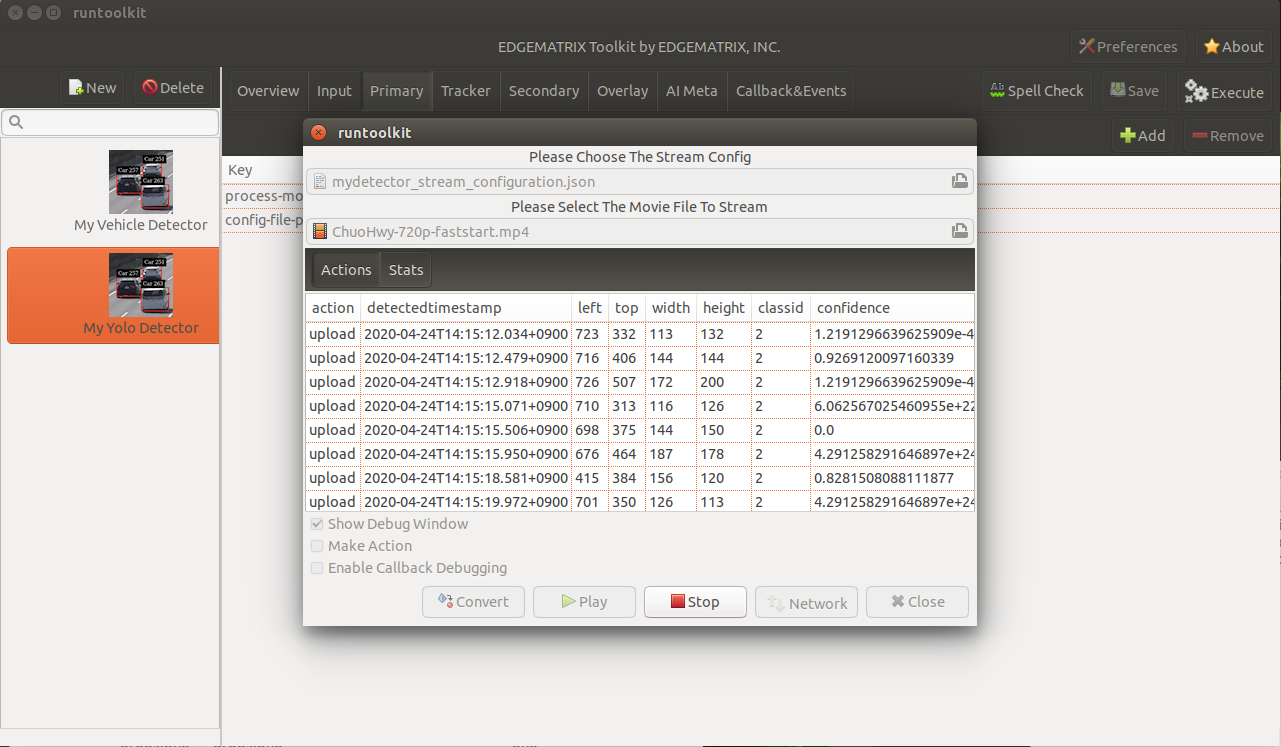 runtoolkit
EDGEMATRIX Toolkit by EDGEMATRIX, INC.
Preferences
About
New
Delete
Overview
Input
Primary
Tracker
Secondary
Overlay
AI Meta
Callback&Events
Spell Check
Save
Execute
Add
Remove
Key
process-mo
config-file-p
Car 251
Car 257
Car 263
My Vehicle Detector
Car 251
Car 257
Car 263
My Yolo Detector
runtoolkit
Please Choose The Stream Config
mydetector_stream_configuration.json
Please Select The Movie File To Stream
ChuoHwy-720p-faststart.mp4
Actions
Stats
action detectedtimestamp left top width height classid confidence
upload 2020-04-24T14:15:12.034+0900 723 332 113 132 2 1.2191296639625909e-4
upload 2020-04-24T14:15:12.479+0900 716 406 144 144 2 0.9269120097160339
upload 2020-04-24T14:15:12.918+0900 726 507 172 200 2 1.2191296639625909e-4
upload 2020-04-24T14:15:15.071+0900 710 313 116 126 2 6.062567025460955e+22
upload 2020-04-24T14:15:15.506+0900 698 375 144 150 2 0.0
upload 2020-04-24T14:15:15.950+0900 676 464 187 178 2 4.291258291646897e+24
upload 2020-04-24T14:15:18.581+0900 415 384 156 120 2 0.8281508088111877
upload 2020-04-24T14:15:19.972+0900 701 350 126 113 2 4.291258291646897e+24
Show Debug Window
Make Action
Enable Callback Debugging
Convert
Play
Stop
Network
Close